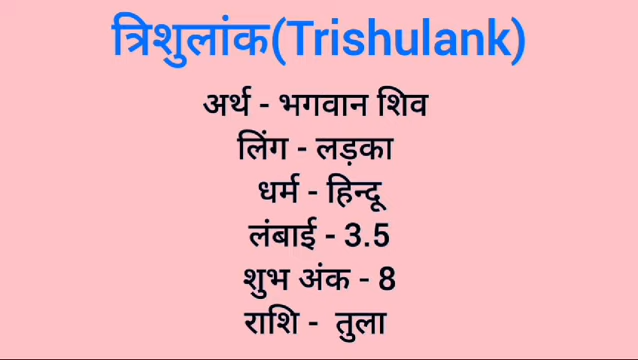 त्रिशुलांक(Trishulank)
अर्थ - भगवान शिव
लिंग - लड़का
धर्म - हिन्दू
लंबाई - 3.5
शुभ अंक - 8
राशि - तुला